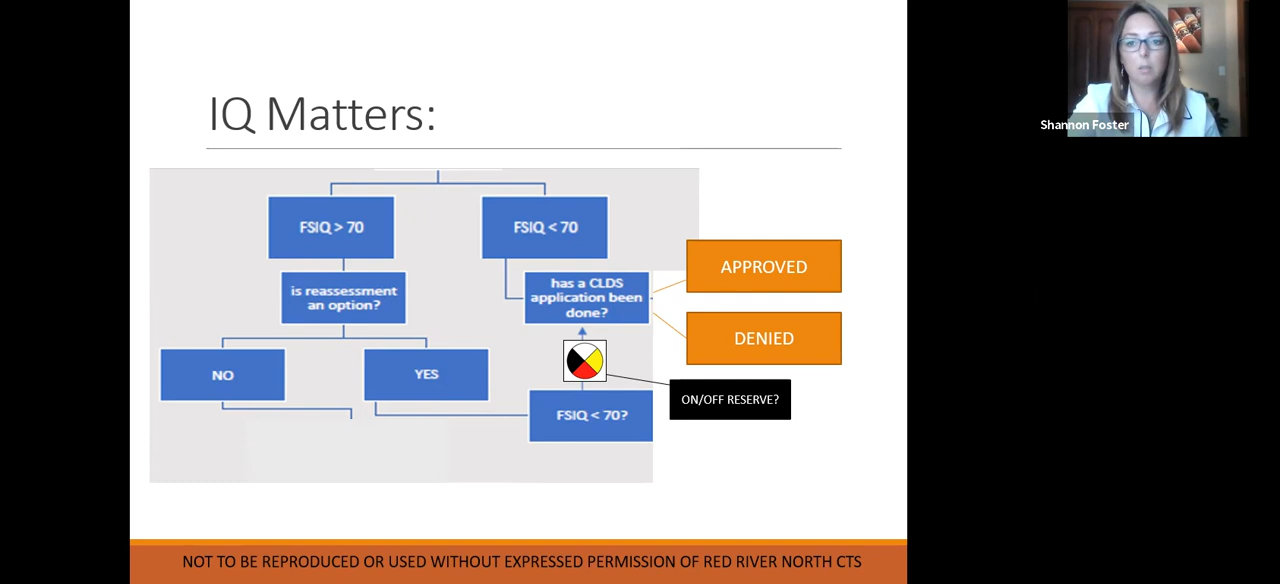 IQ Matters:
Shannon Foster
FSIQ > 70
FSIQ < 70
is reassessment
an option?
has a CLDS
application been
done?
APPROVED
DENIED
NO
YES
ON/OFF RESERVE?
FSIQ < 70?
NOT TO BE REPRODUCED OR USED WITHOUT EXPRESSED PERMISSION OF RED RIVER NORTH CTS